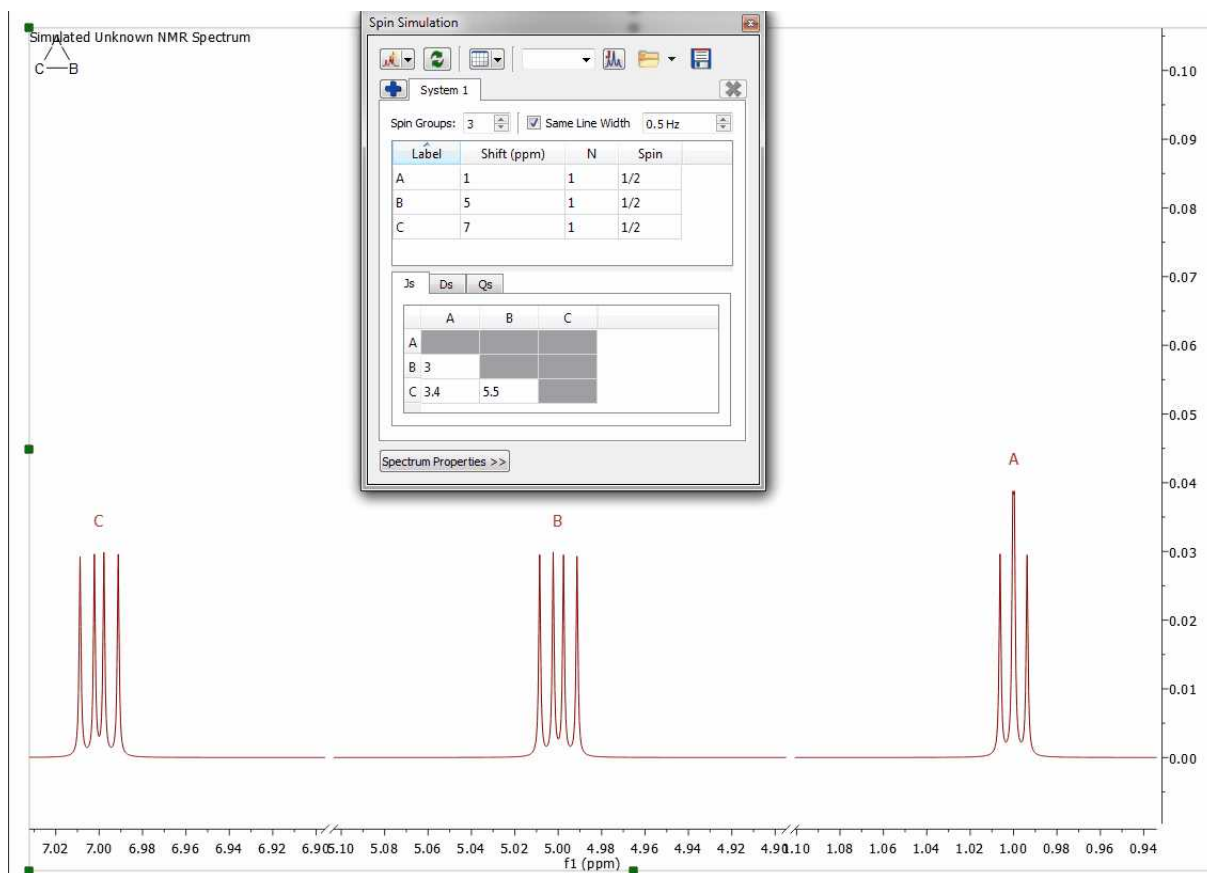 Spin Simulation
Simulated Unknown NMR Spectrum
A
C B
System 1
Spin Groups: 3 Same Line Width 0.5 Hz
Label Shift (ppm) N Spin
A 1 1 1/2
B 5 1 1/2
C 7 1 1/2
Js Ds Qs
A B C
A
B 3
C 3.4 5.5
Spectrum Properties >>
C
B
A
0.10
0.09
0.08
0.07
0.06
0.05
0.04
0.03
0.02
0.01
0.00
7.02 7.00 6.98 6.96 6.94 6.92 6.90 5.10 5.08 5.06 5.04 5.02 5.00 4.98 4.96 4.94 4.92 4.90 1.10 1.08 1.06 1.04 1.02 1.00 0.98 0.96 0.94
f1 (ppm)